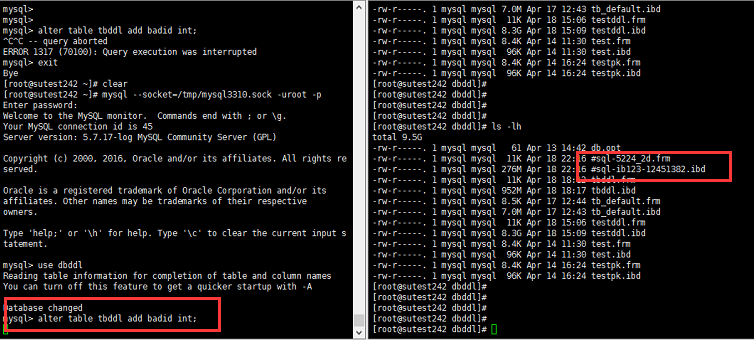 mysql>
mysql>
mysql> alter table tbddl add badid int;
^C^C -- query aborted
ERROR 1317 (70100): Query execution was interrupted
mysql> exit
Bye
[root@sutest242 ~]# clear
[root@sutest242 ~]# mysql --socket=/tmp/mysql3310.sock -uroot -p
Enter password:
Welcome to the MySQL monitor.  Commands end with ; or \g.
Your MySQL connection id is 45
Server version: 5.7.17-log MySQL Community Server (GPL)
Copyright (c) 2000, 2016, Oracle and/or its affiliates. All rights re
served.
Oracle is a registered trademark of Oracle Corporation and/or its
affiliates. Other names may be trademarks of their respective
owners.
Type 'help;' or '\h' for help. Type '\c' to clear the current input s
tatement.
mysql> use dbddl
Reading table information for completion of table and column names
You can turn off this feature to get a quicker startup with -A
Database changed
mysql> alter table tbddl add badid int;
-rw-r-----. 1 mysql mysql 7.0M Apr 17 12:43 tb_default.ibd
-rw-r-----. 1 mysql mysql  11K Apr 18 15:06 testddl.frm
-rw-r-----. 1 mysql mysql 8.3G Apr 18 15:09 testddl.ibd
-rw-r-----. 1 mysql mysql 8.4K Apr 14 11:30 test.frm
-rw-r-----. 1 mysql mysql  96K Apr 14 11:30 test.ibd
-rw-r-----. 1 mysql mysql 8.4K Apr 14 16:24 testpk.frm
-rw-r-----. 1 mysql mysql  96K Apr 14 16:24 testpk.ibd
[root@sutest242 dbddl]#
[root@sutest242 dbddl]#
[root@sutest242 dbddl]#
[root@sutest242 dbddl]#
[root@sutest242 dbddl]# ls -lh
total 9.5G
-rw-r-----. 1 mysql mysql   61 Apr 13 14:42 db.opt
-rw-r-----. 1 mysql mysql  11K Apr 18 22:16 #sql-5224_2d.frm
-rw-r-----. 1 mysql mysql 276M Apr 18 22:16 #sql-ib123-12451382.ibd
-rw-r-----. 1 mysql mysql  11K Apr 18 18:12 tbddl.frm
-rw-r-----. 1 mysql mysql 952M Apr 18 18:17 tbddl.ibd
-rw-r-----. 1 mysql mysql 8.5K Apr 17 12:44 tb_default.frm
-rw-r-----. 1 mysql mysql 7.0M Apr 17 12:43 tb_default.ibd
-rw-r-----. 1 mysql mysql  11K Apr 18 15:06 testddl.frm
-rw-r-----. 1 mysql mysql 8.3G Apr 18 15:09 testddl.ibd
-rw-r-----. 1 mysql mysql 8.4K Apr 14 11:30 test.frm
-rw-r-----. 1 mysql mysql  96K Apr 14 11:30 test.ibd
-rw-r-----. 1 mysql mysql 8.4K Apr 14 16:24 testpk.frm
-rw-r-----. 1 mysql mysql  96K Apr 14 16:24 testpk.ibd
[root@sutest242 dbddl]#
[root@sutest242 dbddl]#
[root@sutest242 dbddl]#
[root@sutest242 dbddl]#